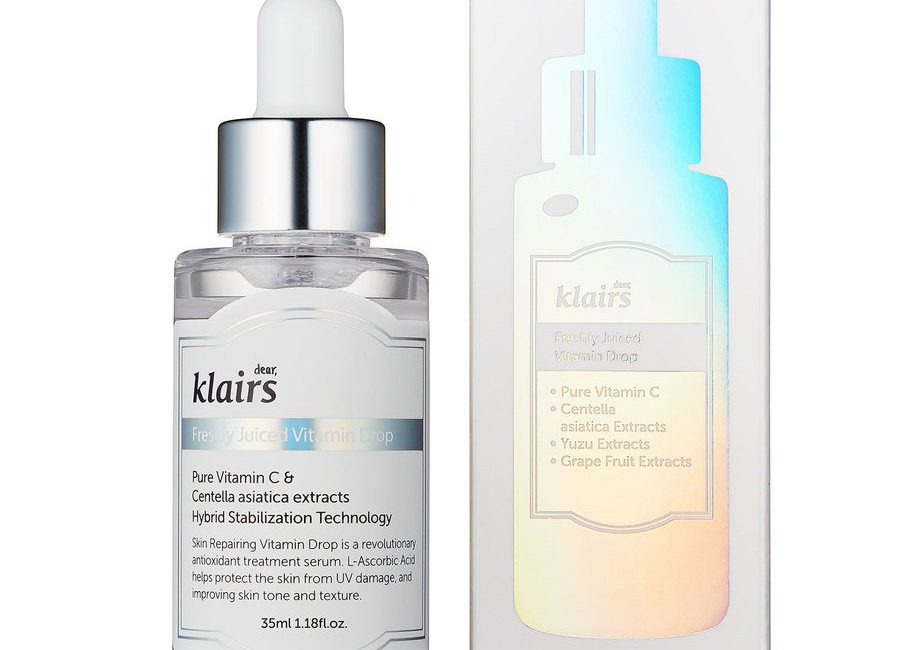 dear,
klairs
Freshly Juiced Vitamin Drop
Pure Vitamin C &
Centella asiatica extracts
Hybrid Stabilization Technology
Skin Repairing Vitamin Drop is a revolutionary
antioxidant treatment serum. L-Ascorbic Acid
helps protect the skin from UV damage, and
improving skin tone and texture.
35ml 1.18fl.oz.
dear,
klairs
Freshly Juiced
Vitamin Drop
• Pure Vitamin C
• Centella
asiatica Extracts
• Yuzu Extracts
• Grape Fruit Extracts